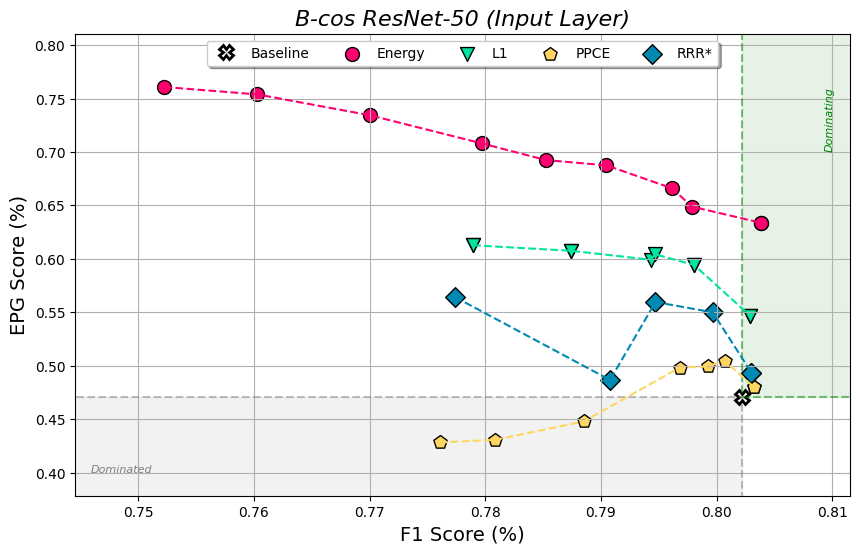 B-cos ResNet-50 (Input Layer)
Baseline Energy L1 PPCE RRR*
Dominating
Dominated
EPG Score (%)
0.80
0.75
0.70
0.65
0.60
0.55
0.50
0.45
0.40
0.75 0.76 0.77 0.78 0.79 0.80 0.81
F1 Score (%)